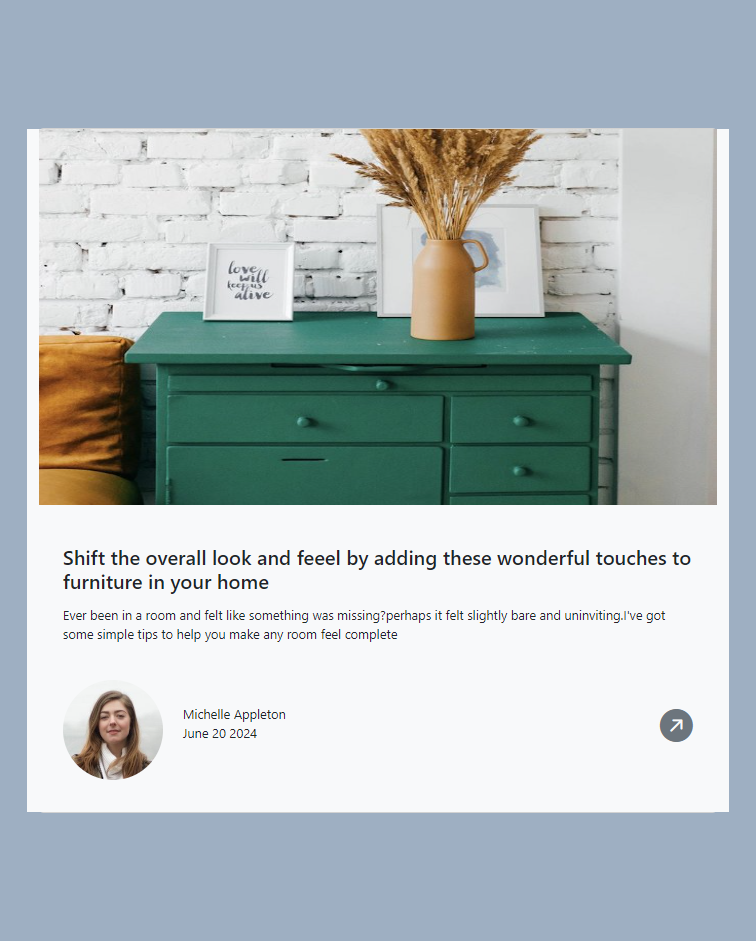 love
will
keep us
alive
Shift the overall look and feeel by adding these wonderful touches to
furniture in your home
Ever been in a room and felt like something was missing?perhaps it felt slightly bare and uninviting.I've got
some simple tips to help you make any room feel complete
Michelle Appleton
June 20 2024